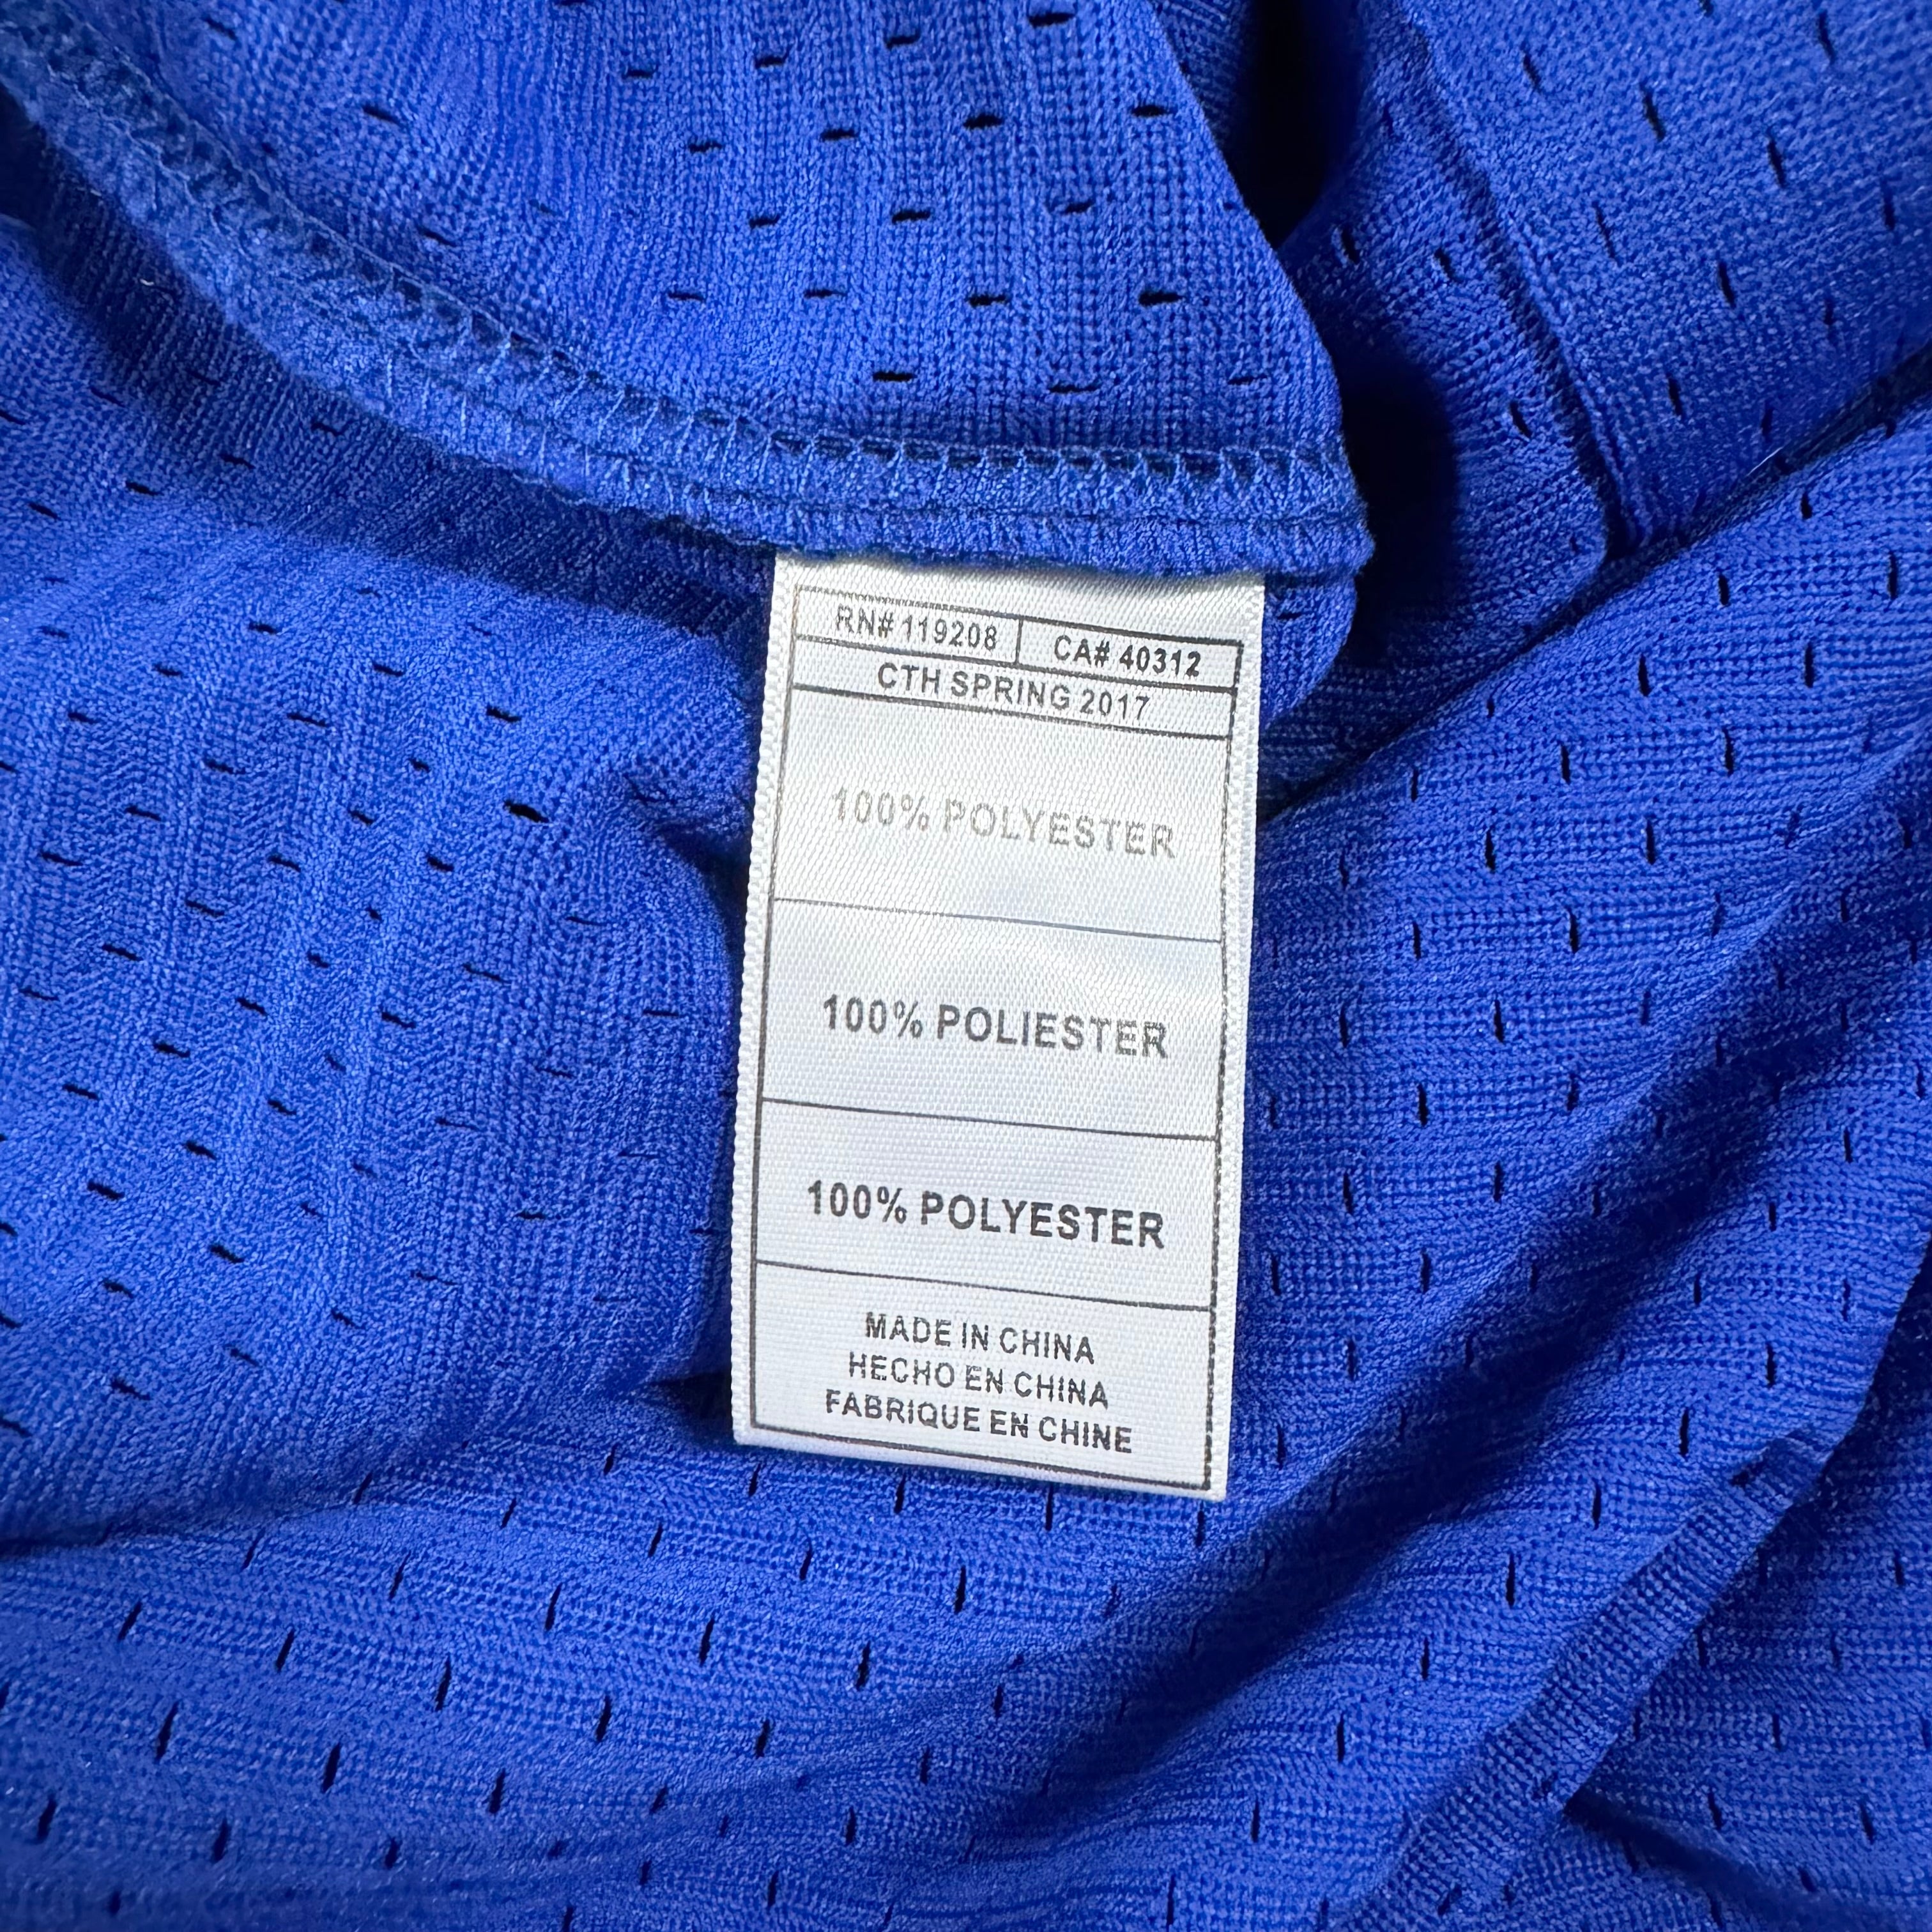 RN# 119208 CA# 40312
CTH SPRING 2017
100% POLYESTER
100% POLIESTER
100% POLYESTER
MADE IN CHINA
HECHO EN CHINA
FABRIQUE EN CHINE